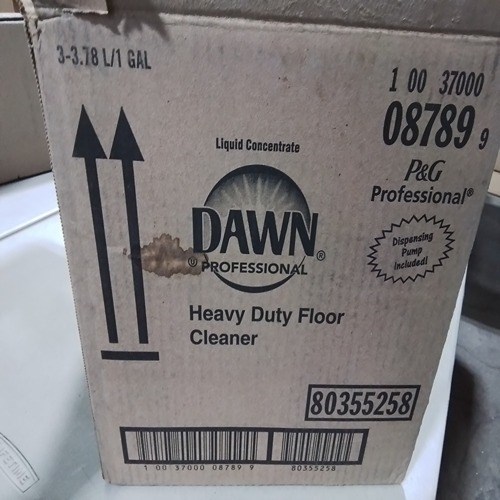 3-3.78 L/1 GAL
1 00 37000
08789 9
Liquid Concentrate
P&G
Professional®
DAWN®
Dispensing
Pump
Included!
PROFESSIONAL
Heavy Duty Floor
Cleaner
80355258
1 00 37000 08789 9
80355258